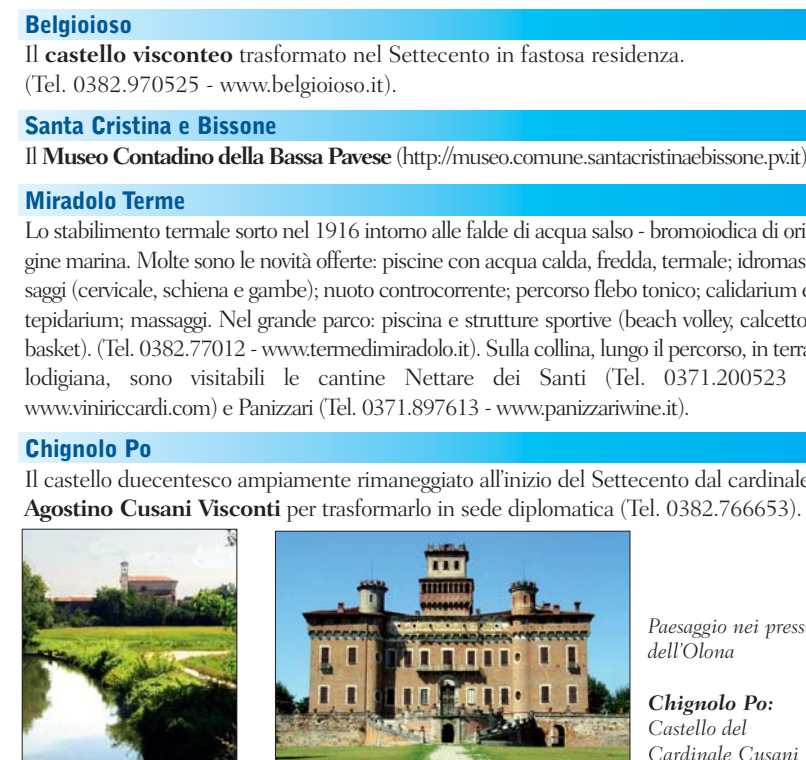 Belgioioso
Il castello visconteo trasformato nel Settecento in fastosa residenza.
(Tel. 0382.970525 - www.belgioioso.it).
Santa Cristina e Bissone
Il Museo Contadino della Bassa Pavese (http://museo.comune.santacristinaebissone.pv.it)
Miradolo Terme
Lo stabilimento termale sorto nel 1916 intorno alle falde di acqua salso - bromoiodica di ori
gine marina. Molte sono le novità offerte: piscine con acqua calda, fredda, termale; idromas
saggi (cervicale, schiena e gambe); nuoto controcorrente; percorso flebo tonico; calidarium e
tepidarium; massaggi. Nel grande parco: piscina e strutture sportive (beach volley, calcetto
basket). (Tel. 0382.77012 - www.termedimiradolo.it). Sulla collina, lungo il percorso, in terra
lodigiana, sono visitabili le cantine Nettare dei Santi (Tel. 0371.200523
www.viniriccardi.com) e Panizzari (Tel. 0371.897613 - www.panizzariwine.it).
Chignolo Po
Il castello duecentesco ampiamente rimaneggiato all'inizio del Settecento dal cardinale
Agostino Cusani Visconti per trasformarlo in sede diplomatica (Tel. 0382.766653).
Paesaggio nei press
dell'Olona
Chignolo Po:
Castello del
Cardinale Cusani